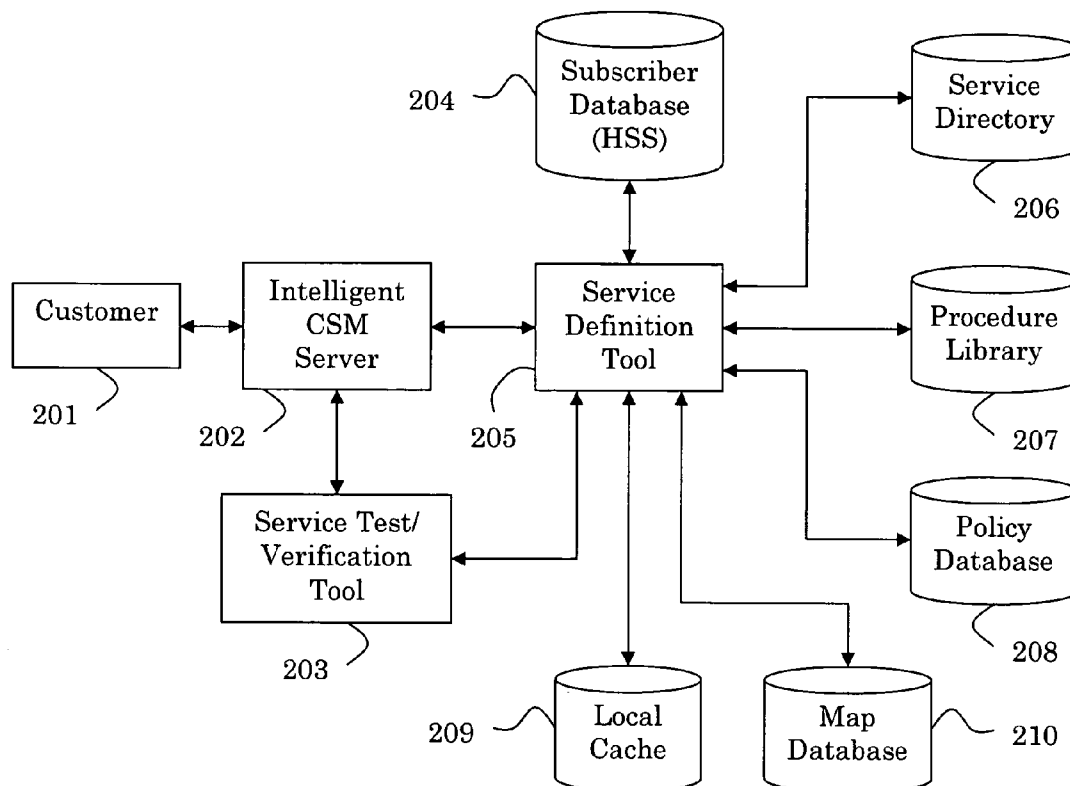 Subscriber
Database
(HSS)
204
Service
Directory
206
Customer
201
Intelligent
CSM
Server
202
Service
Definition
Tool
205
Procedure
Library
207
Service Test/
Verification
Tool
203
Policy
Database
208
Local
Cache
209
Map
Database
210